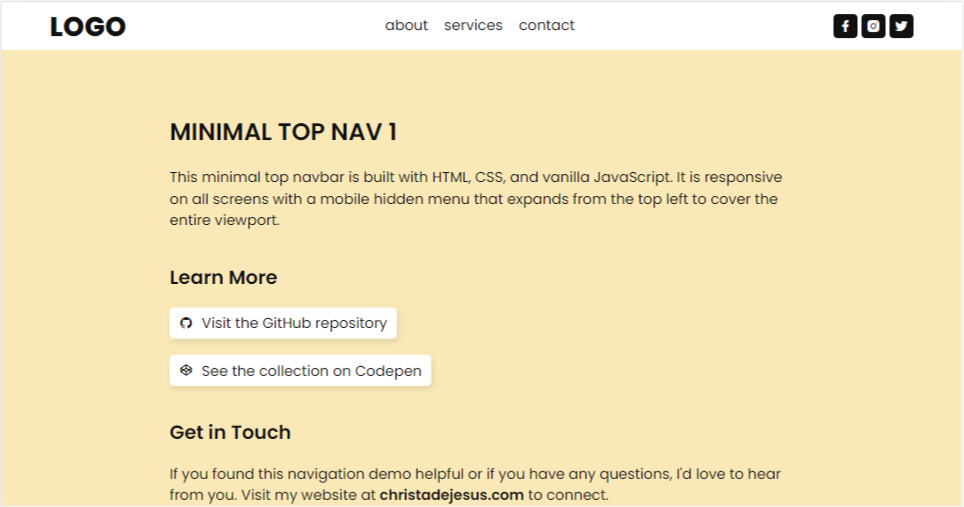 LOGO
about services contact
MINIMAL TOP NAV 1
This minimal top navbar is built with HTML, CSS, and vanilla JavaScript. It is responsive
on all screens with a mobile hidden menu that expands from the top left to cover the
entire viewport.
Learn More
Visit the GitHub repository
See the collection on Codepen
Get in Touch
If you found this navigation demo helpful or if you have any questions, I'd love to hear
from you. Visit my website at christadejesus.com to connect.